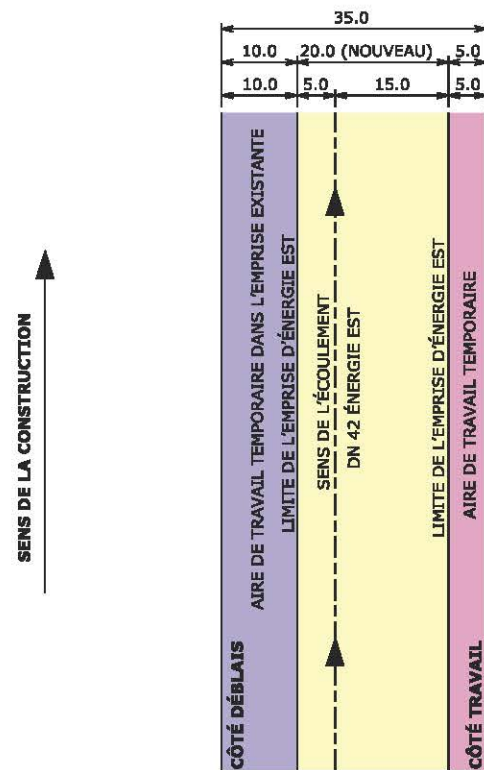 35.0
10.0 20.0 (NOUVEAU) 5.0
10.0 5.0 15.0 5.0
SENS DE LA CONSTRUCTION
CÔTÉ DÉBLAIS
AIRE DE TRAVAIL TEMPORAIRE DANS L'EMPRISE EXISTANTE
LIMITE DE L'EMPRISE D'ÉNERGIE EST
SENS DE L'ÉCOULEMENT
DN 42 ÉNERGIE EST
LIMITE DE L'EMPRISE D'ÉNERGIE EST
AIRE DE TRAVAIL TEMPORAIRE
CÔTÉ TRAVAIL